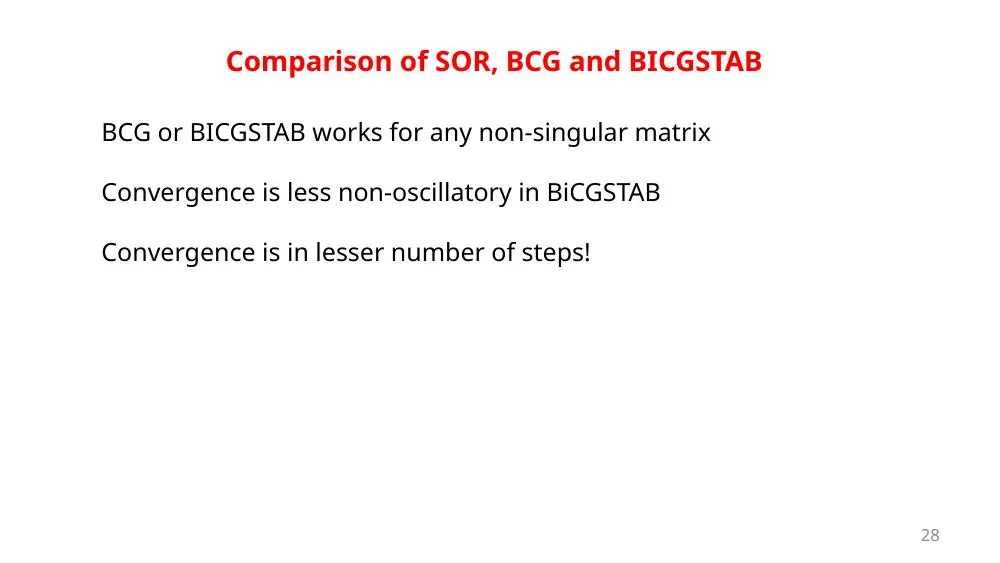 Comparison of SOR, BCG and BICGSTAB
BCG or BICGSTAB works for any non-singular matrix
Convergence is less non-oscillatory in BiCGSTAB
Convergence is in lesser number of steps!
28